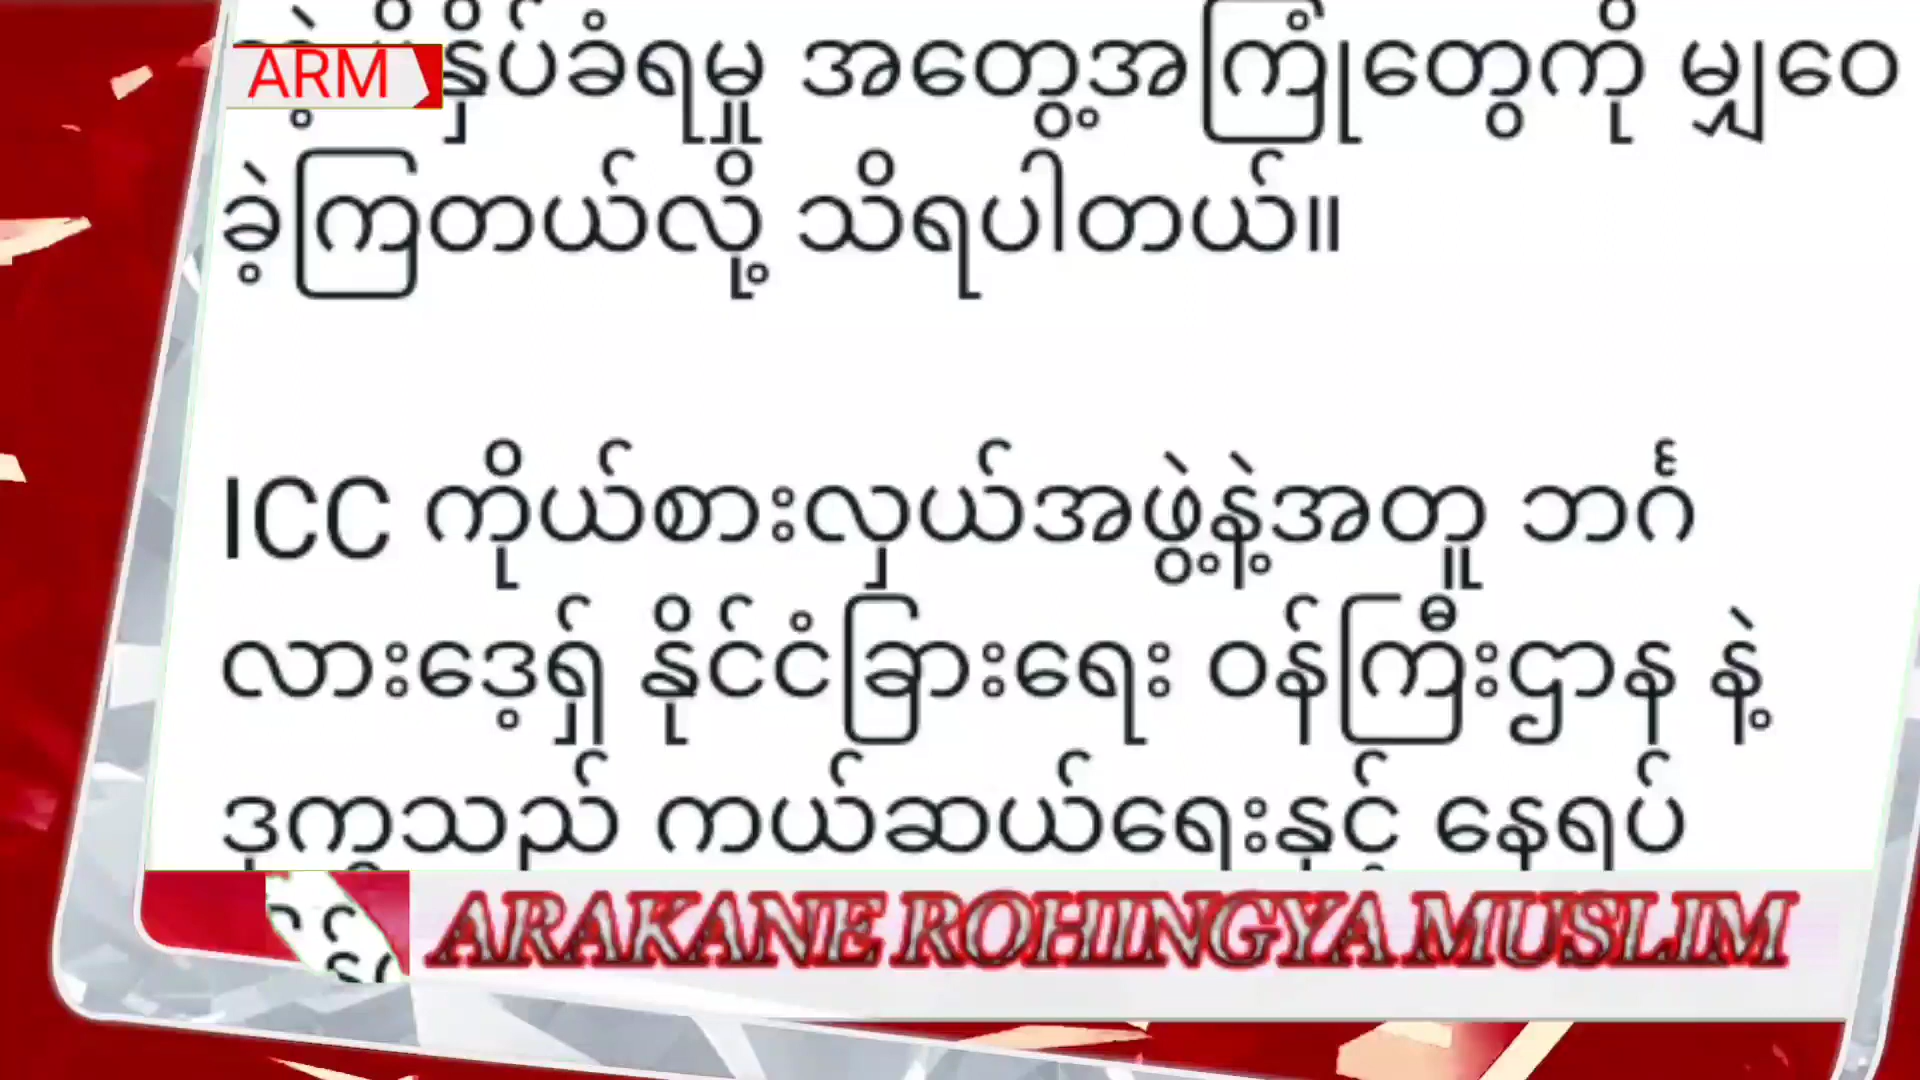 ARM
နှိပ်ခံရမှု အတွေ့အကြုံတွေကို မျှဝေ
ခဲ့ကြတယ်လို့ သိရပါတယ်။
ICC ကိုယ်စားလှယ်အဖွဲ့နဲ့အတူ ဘင်္ဂ
လားဒေ့ရှ် နိုင်ငံခြားရေး ဝန်ကြီးဌာန နဲ့
ဒုက္ခသည် ကယ်ဆယ်ရေးနှင့် နေရပ်
ARAKANE ROHINGYA MUSLIM